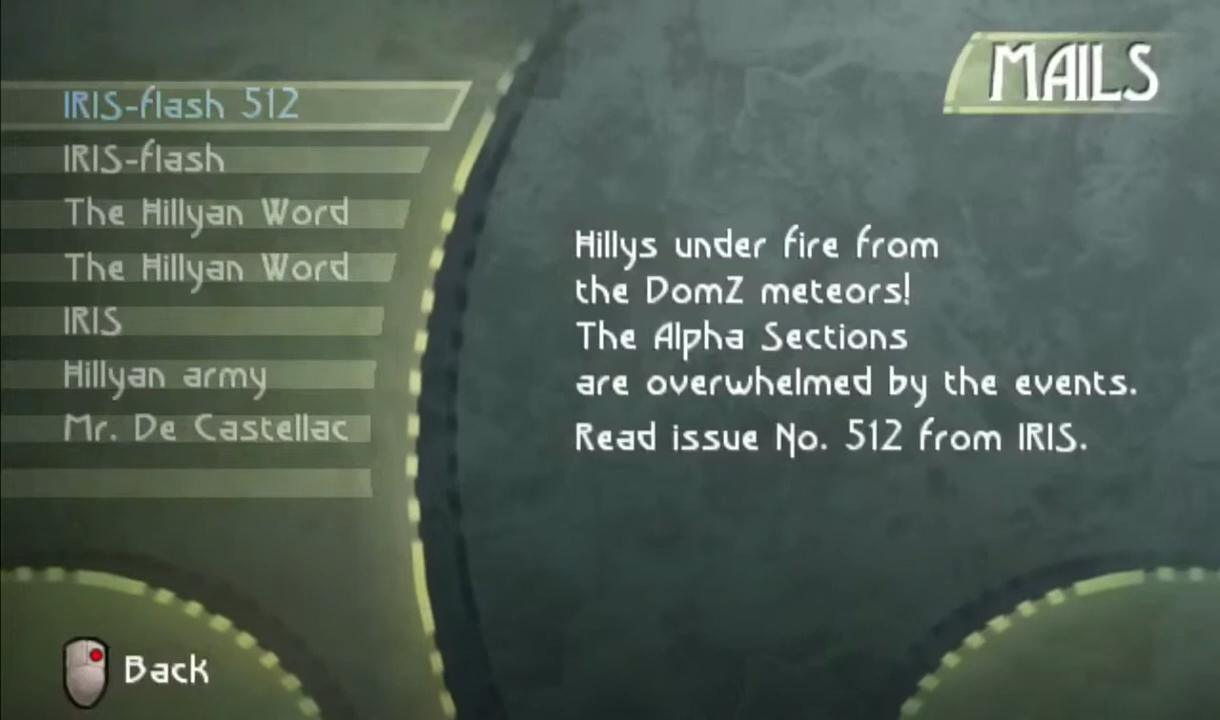 MAILS
IRIS-flash 512
IRIS-flash
The Hillyan Word
The Hillyan Word
IRIS
Hillyan army
Mr. De Castellac
Hillys under fire from
the DomZ meteors!
The Alpha Sections
are overwhelmed by the events.
Read issue No. 512 from IRIS.
Back